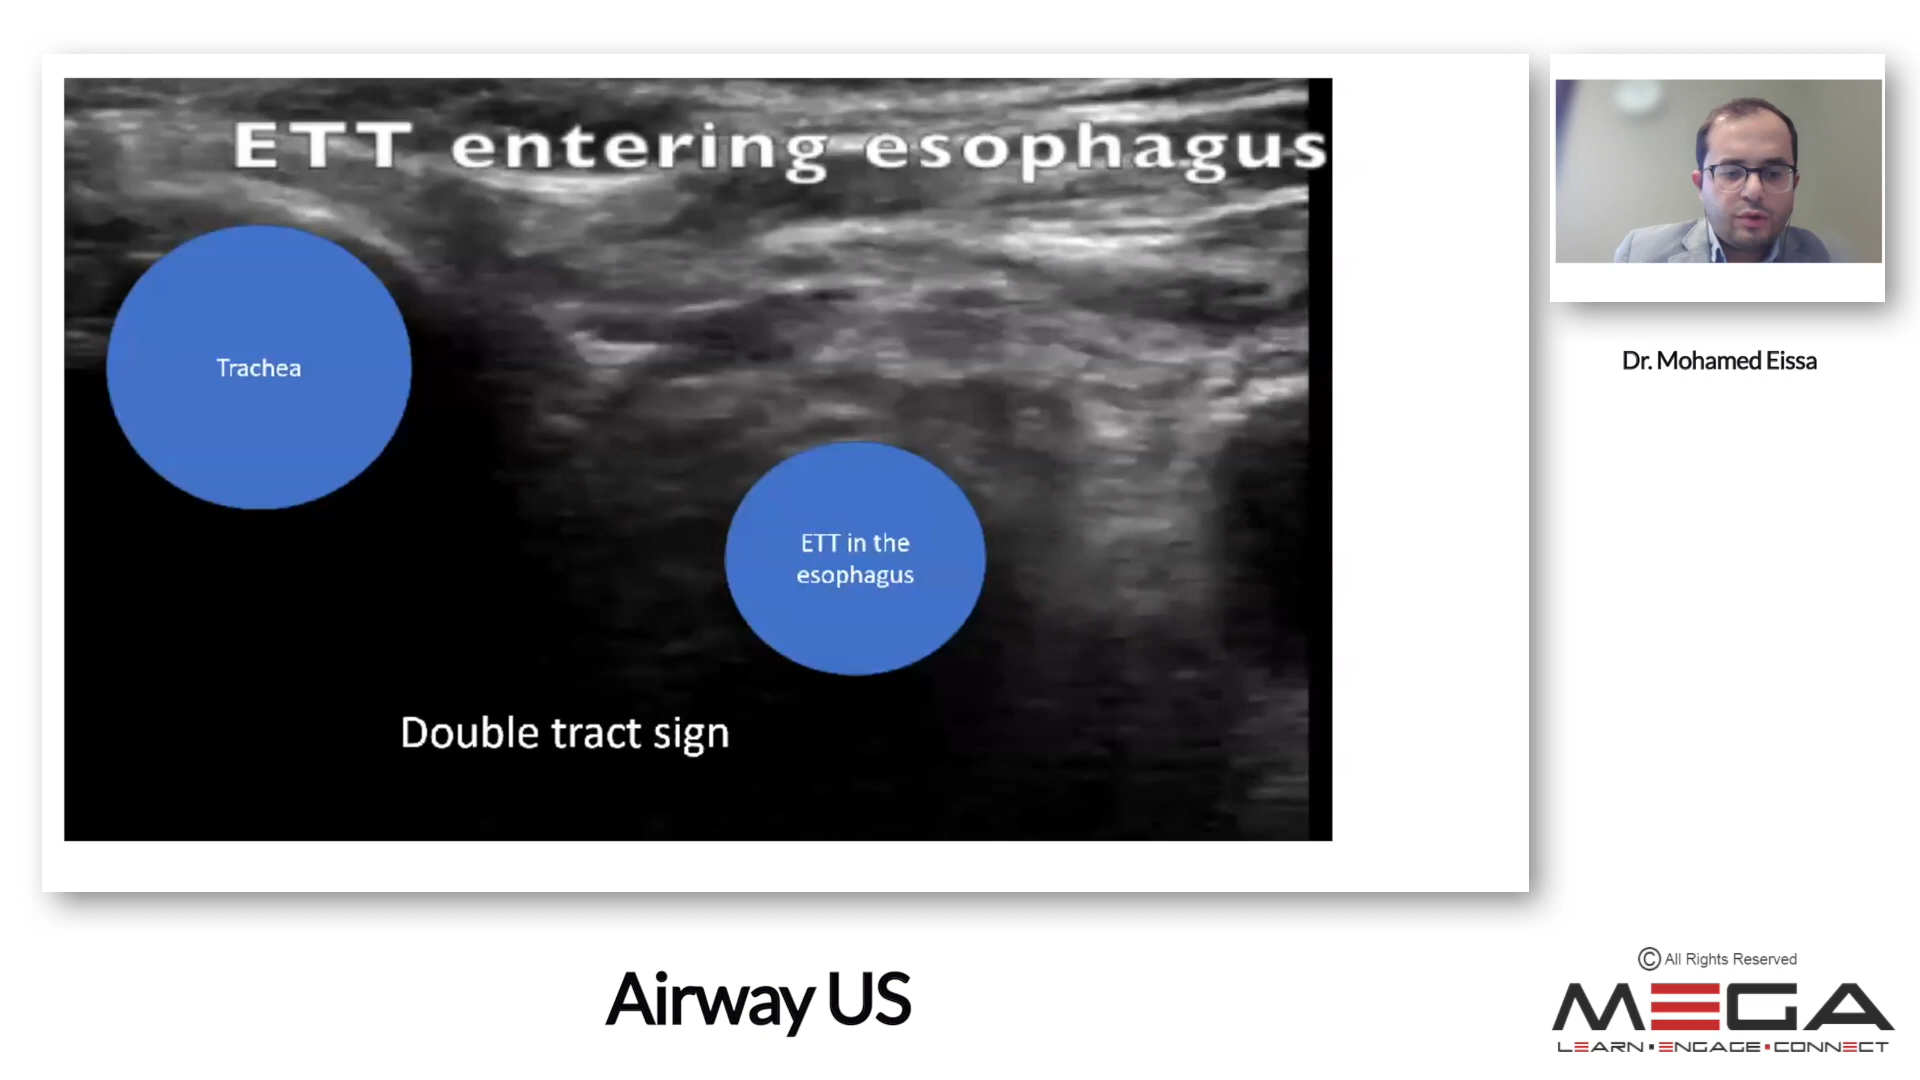 ETT entering esophagus
Trachea
ETT in the
esophagus
Double tract sign
Dr. Mohamed Eissa
Airway US
© All Rights Reserved
MEGA
LEARN • ENGAGE • CONNECT